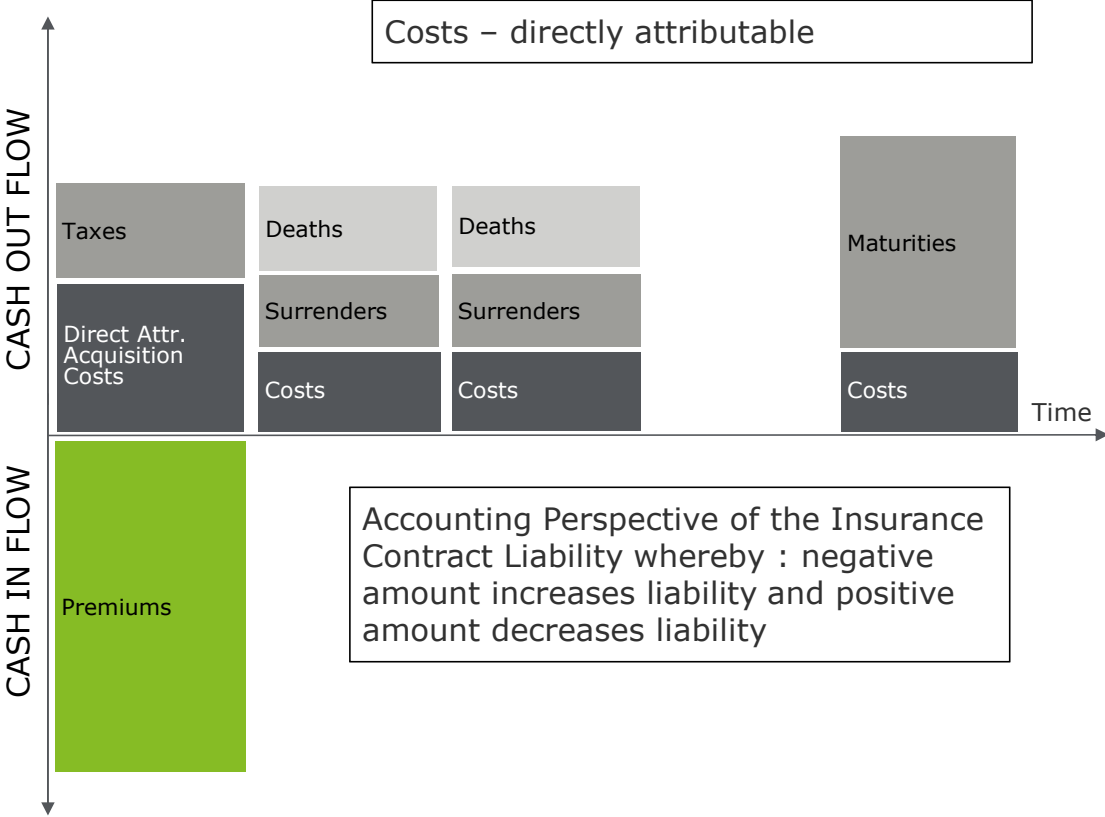 Costs – directly attributable
CASH OUT FLOW
Taxes
Direct Attr.
Acquisition
Costs
Deaths
Surrenders
Costs
Deaths
Surrenders
Costs
Maturities
Costs
Time
CASH IN FLOW
Premiums
Accounting Perspective of the Insurance
Contract Liability whereby : negative
amount increases liability and positive
amount decreases liability